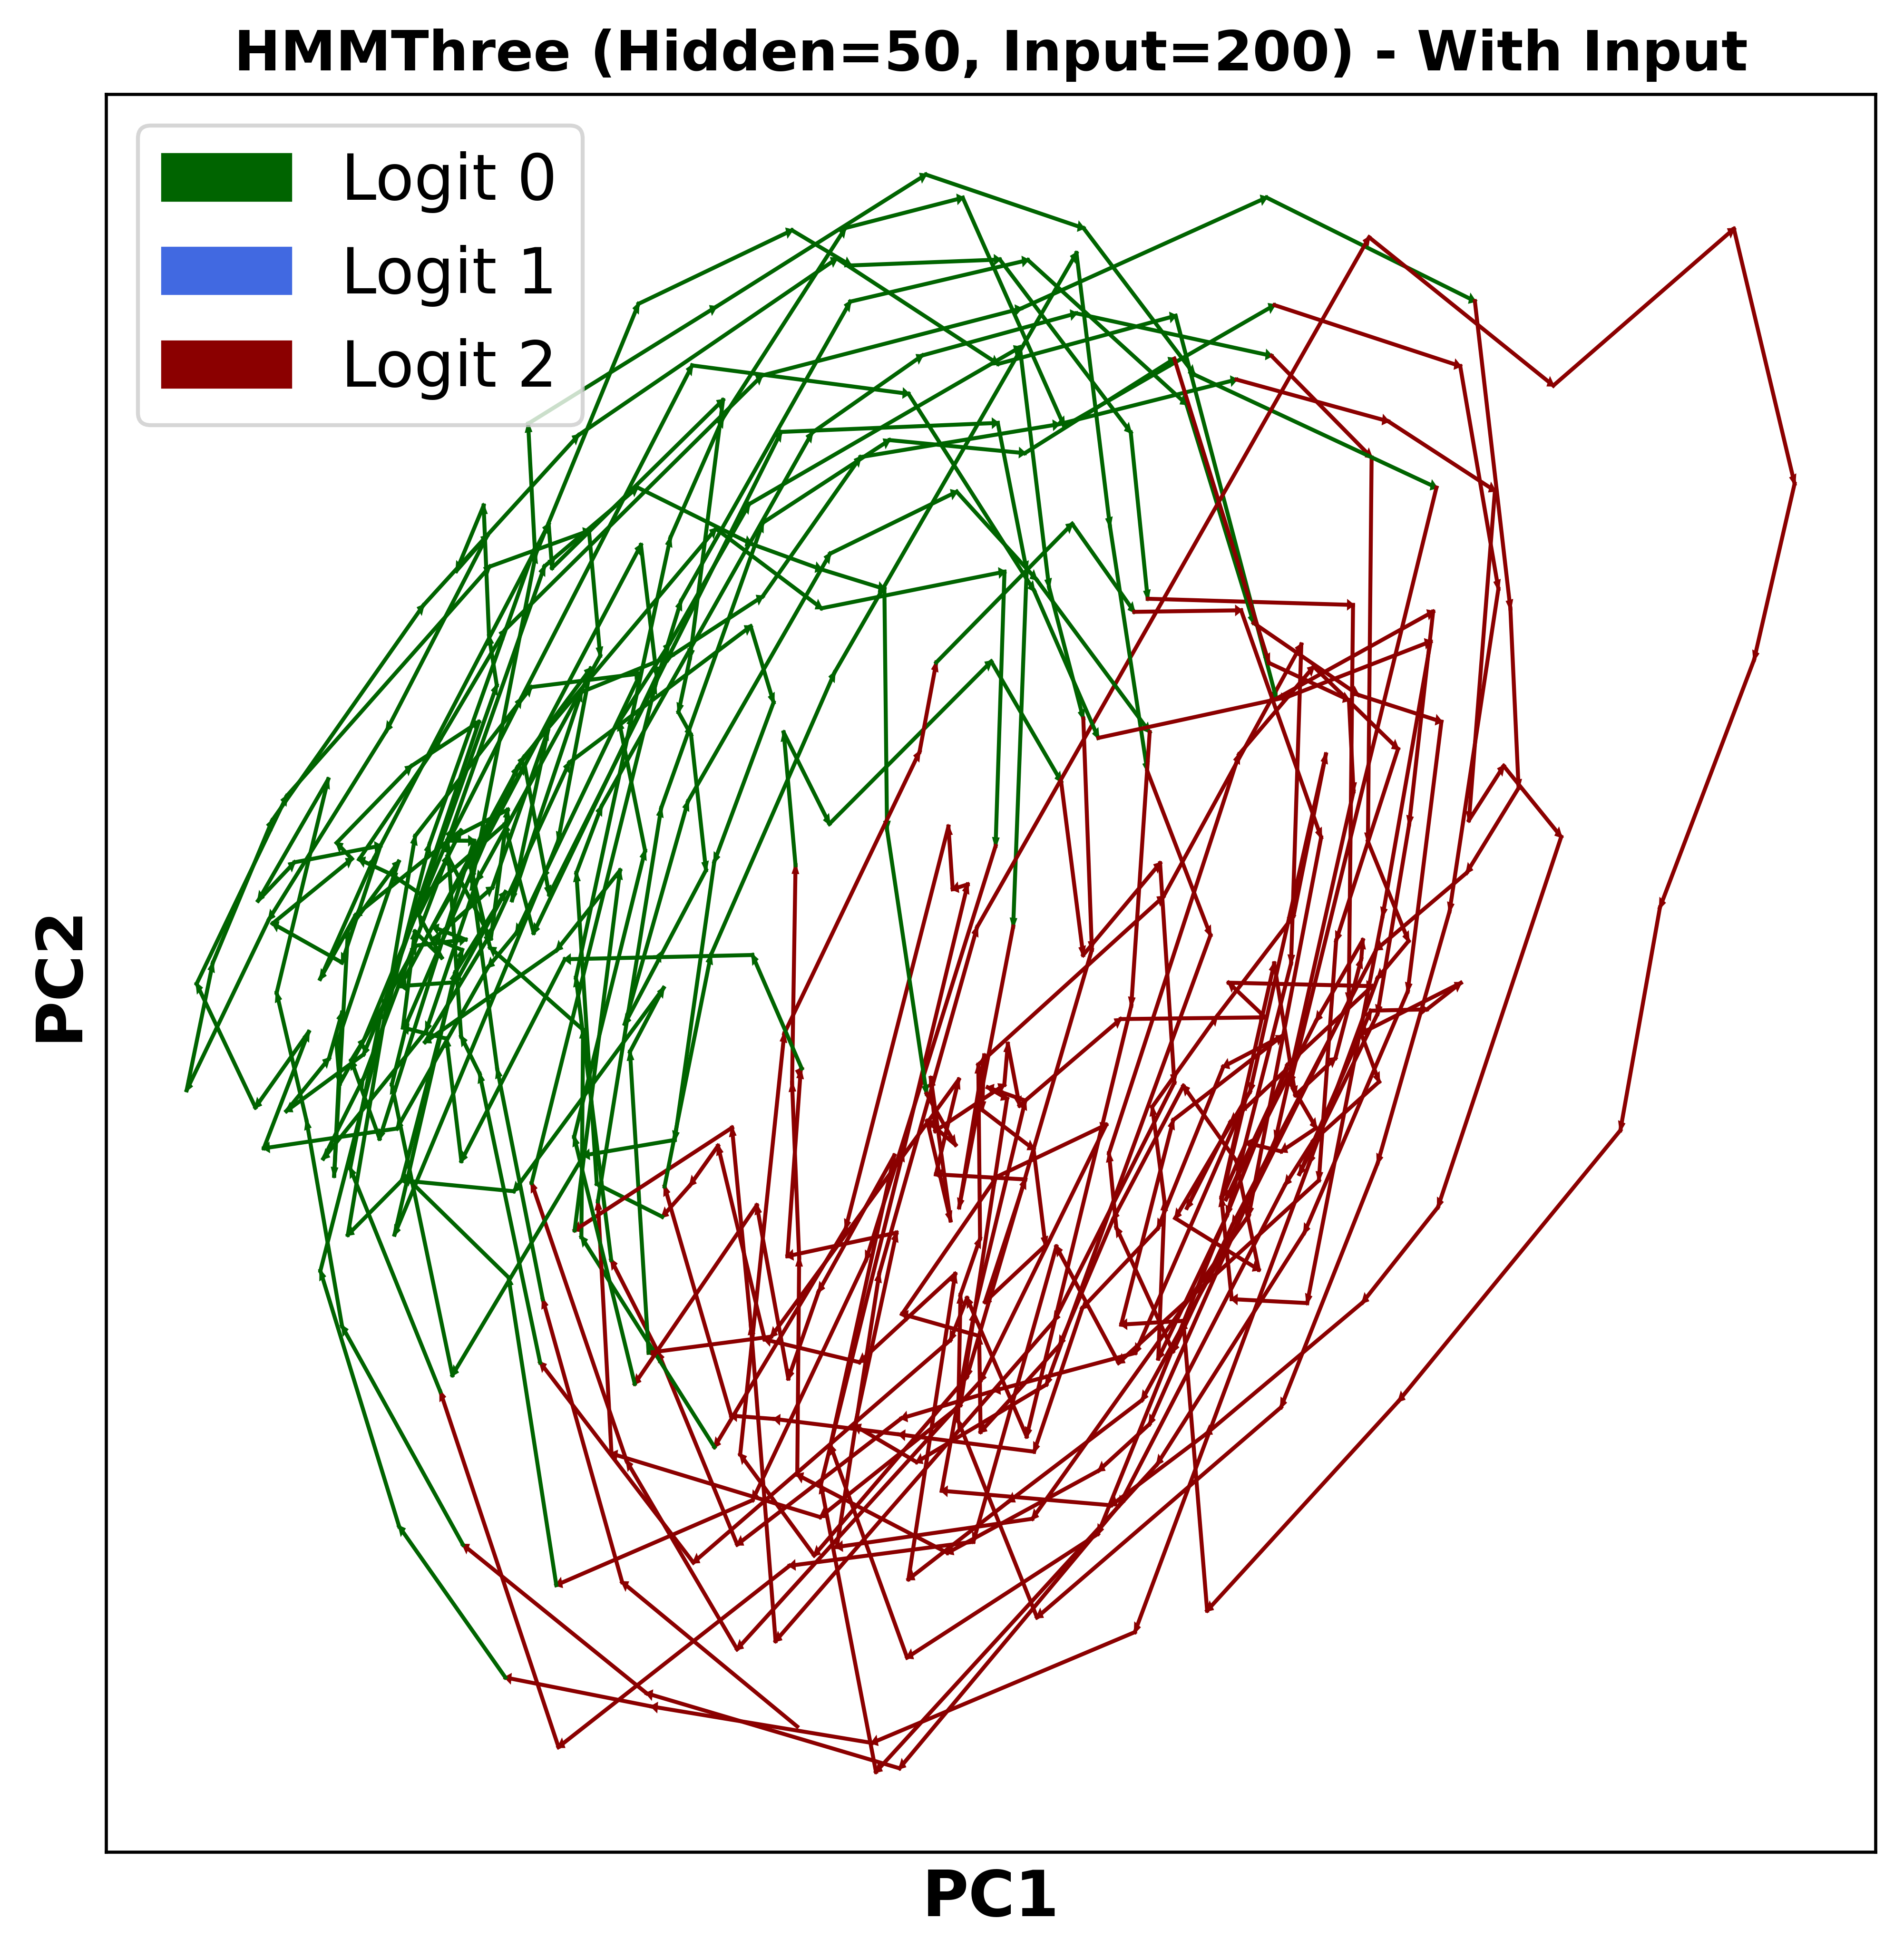 HMMThree (Hidden=50, Input=200) - With Input
Logit 0
Logit 1
Logit 2
PC2
PC1